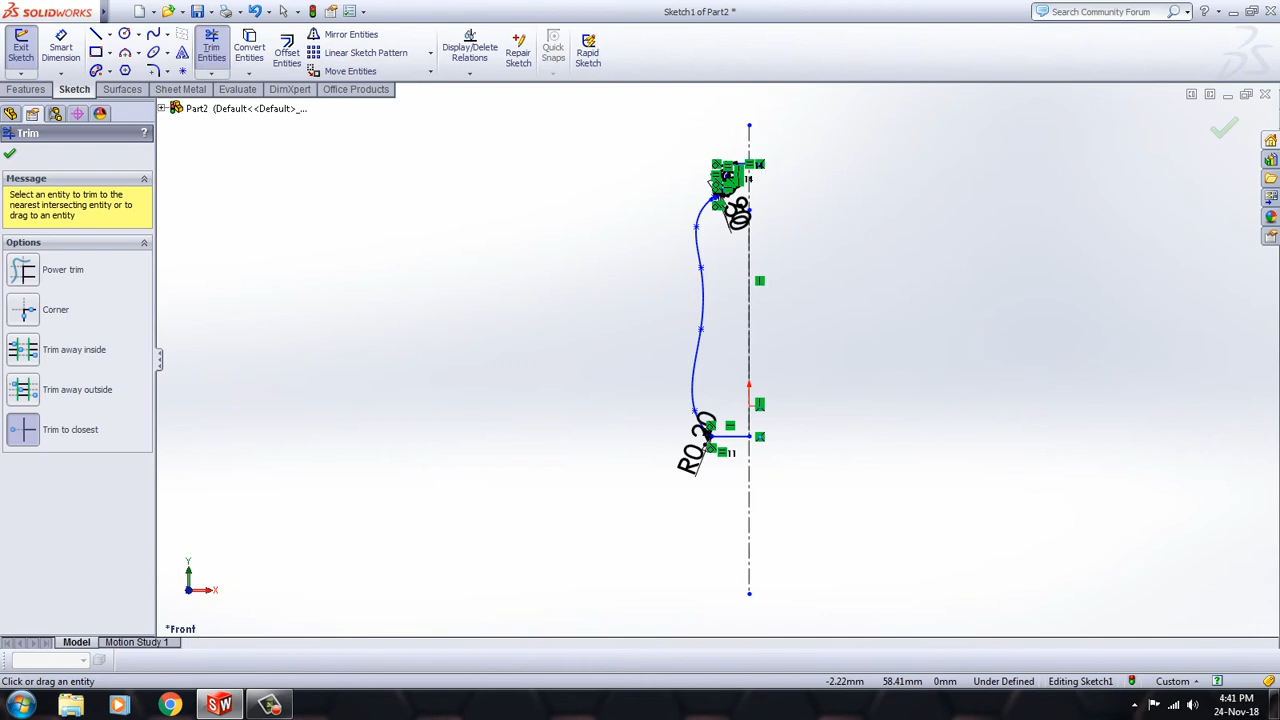 SOLIDWORKS
Sketch1 of Part2 *
Search Community Forum
Exit Sketch
Smart Dimension
Trim Entities
Convert Entities
Offset Entities
Mirror Entities
Linear Sketch Pattern
Move Entities
Display/Delete Relations
Repair Sketch
Quick Snaps
Rapid Sketch
Features
Sketch
Surfaces
Sheet Metal
Evaluate
DimXpert
Office Products
Part2 (Default<<Default>_...
Trim
?
Message
Select an entity to trim to the
nearest intersecting entity or to
drag to an entity
Options
Power trim
Corner
Trim away inside
Trim away outside
Trim to closest
14
14
R0.20
11
Y
X
*Front
Model
Motion Study 1
Click or drag an entity
-2.22mm
58.41mm
0mm
Under Defined
Editing Sketch1
Custom
?
SW
4:41 PM
24-Nov-18